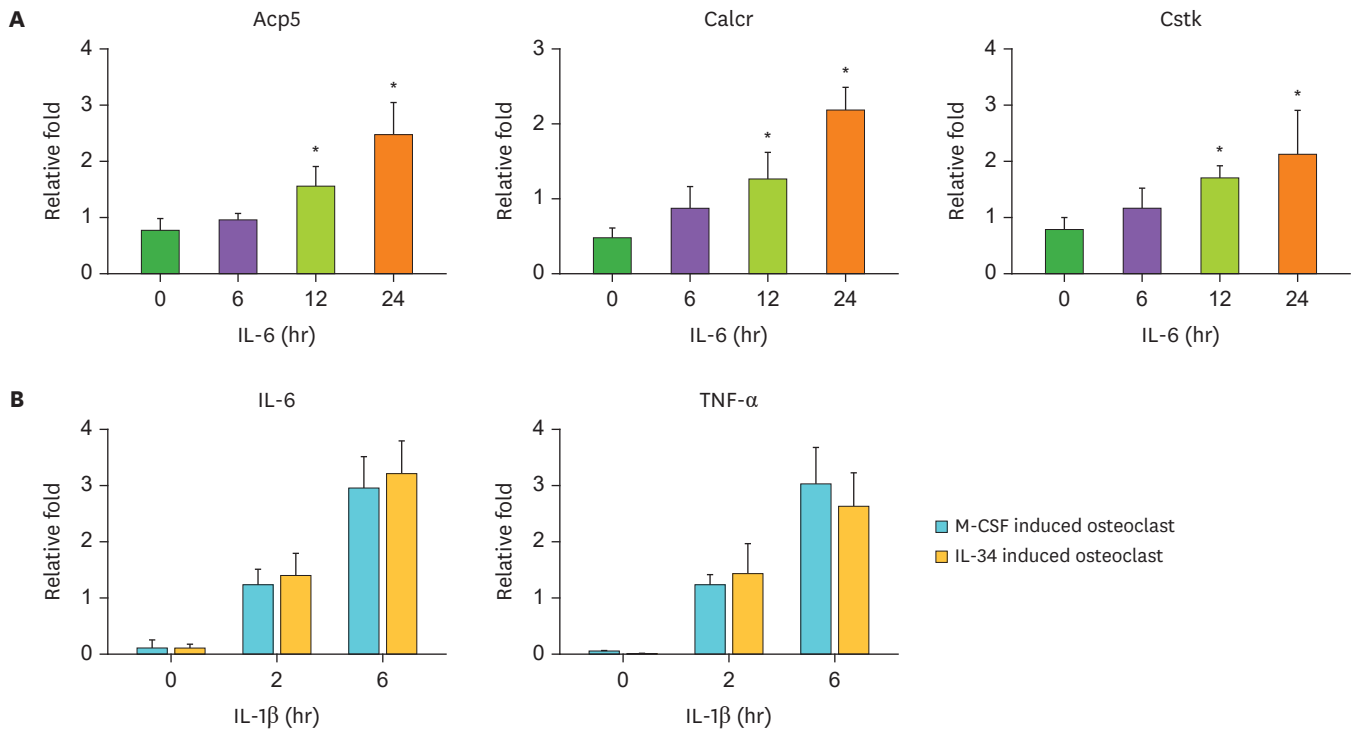 A
Acp5
Relative fold
4
3
2
1
0
*
*
0 6 12 24
IL-6 (hr)
Calcr
Relative fold
3
2
1
0
*
*
0 6 12 24
IL-6 (hr)
Cstk
Relative fold
4
3
2
1
0
*
*
0 6 12 24
IL-6 (hr)
B
IL-6
Relative fold
4
3
2
1
0
0 2 6
IL-1β (hr)
TNF-α
Relative fold
4
3
2
1
0
0 2 6
IL-1β (hr)
M-CSF induced osteoclast
IL-34 induced osteoclast